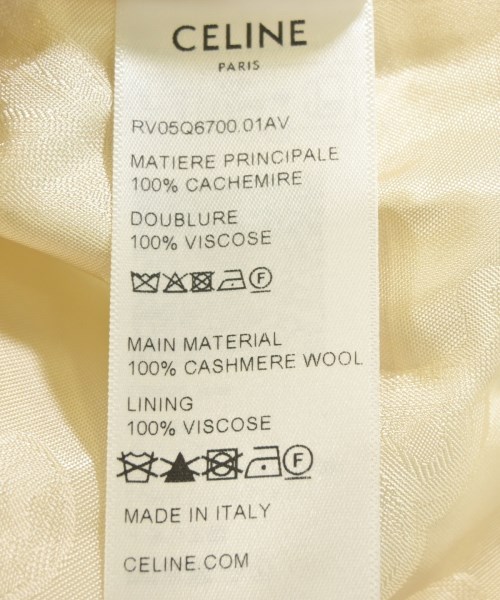 CELINE
PARIS
RV05Q6700.01AV
MATIERE PRINCIPALE
100% CACHEMIRE
DOUBLURE
100% VISCOSE
F
MAIN MATERIAL
100% CASHMERE WOOL
LINING
100% VISCOSE
F
MADE IN ITALY
CELINE.COM